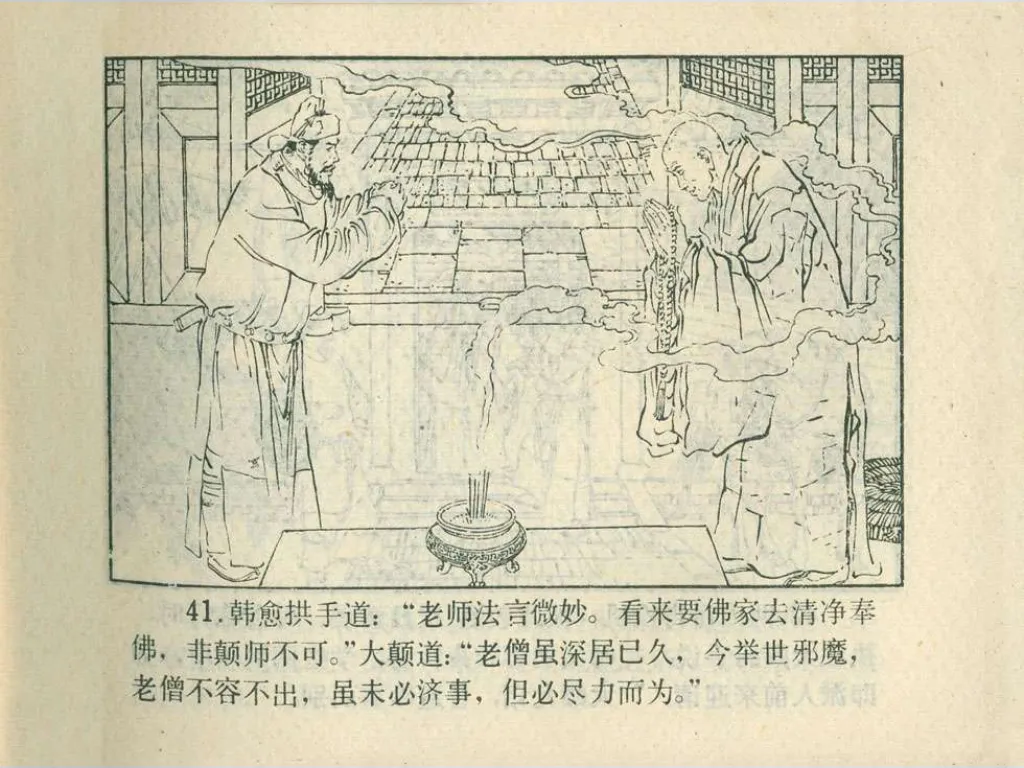 41.韩愈拱手道：“老师法言微妙。看来要佛家去清净奉
佛，非颠师不可。”大颠道：“老僧虽深居已久，今举世邪魔，
老僧不容不出，虽未必济事，但必尽力而为。”